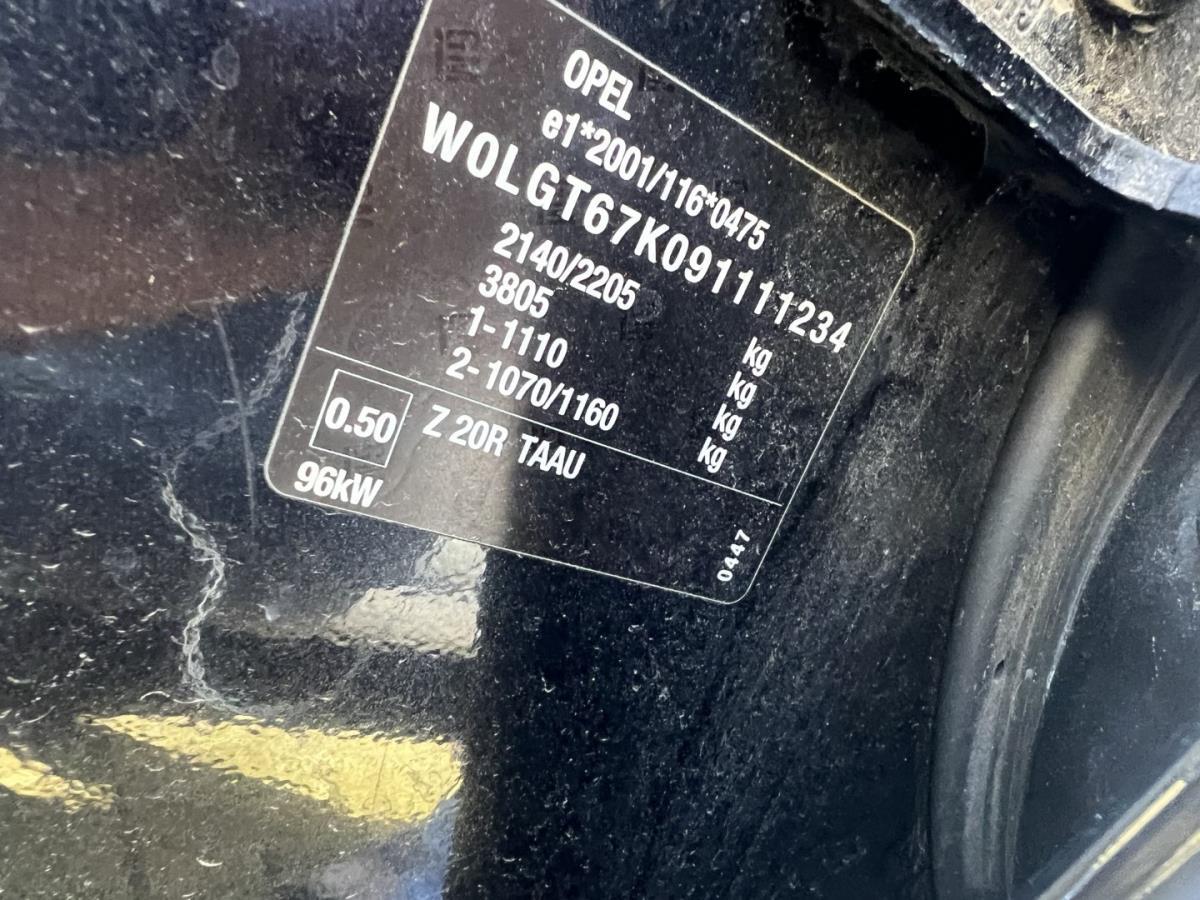 OPEL
e1*2001/116*0475
W0LGT67K091111234
2140/2205 kg
3805 kg
1-1110 kg
2-1070/1160 kg
0.50 Z 20R TAAU
96kW
0447